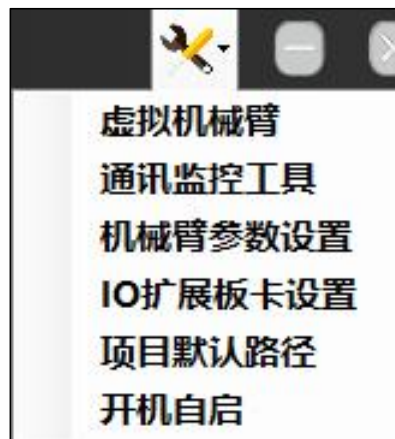 虚拟机械臂
通讯监控工具
机械臂参数设置
IO扩展板卡设置
项目默认路径
开机自启